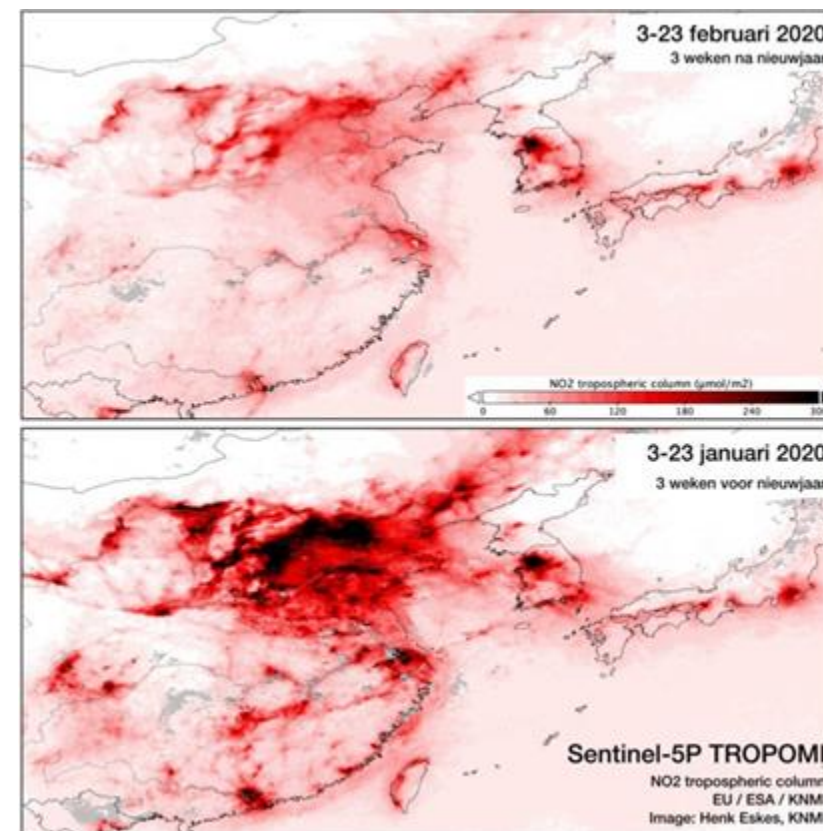 3-23 februari 2020
3 weken na nieuwjaar
NO2 tropospheric column (μmol/m2)
0 60 120 180 240 30
3-23 januari 2020
3 weken voor nieuwjaar
Sentinel-5P TROPOMI
NO2 tropospheric column
EU / ESA / KNMI
Image: Henk Eskes, KNMI